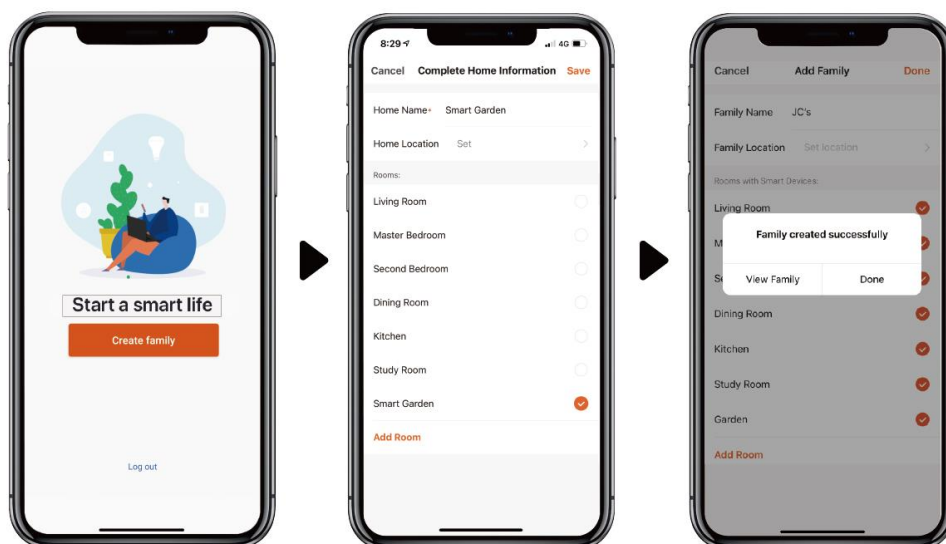 Start a smart life
Create family
Log out
8:29
4G
Cancel Complete Home Information Save
Home Name* Smart Garden
Home Location Set
Rooms:
Living Room
Master Bedroom
Second Bedroom
Dining Room
Kitchen
Study Room
Smart Garden
Add Room
Cancel Add Family Done
Family Name JC's
Family Location Set location
Rooms with Smart Devices:
Living Room
M
Family created successfully
Se
View Family Done
Dining Room
Kitchen
Study Room
Garden
Add Room